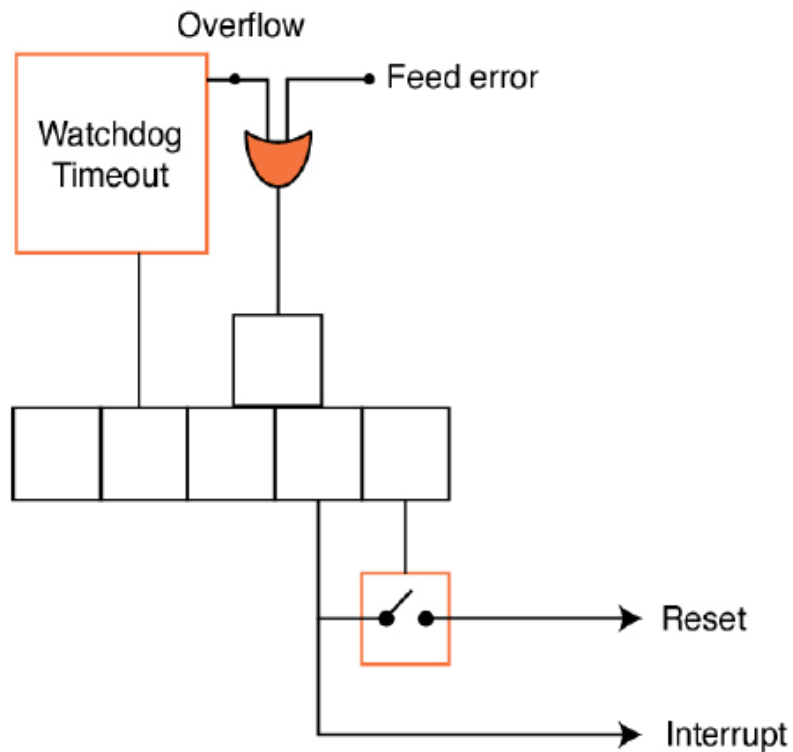 Overflow
Feed error
Watchdog
Timeout
Reset
Interrupt